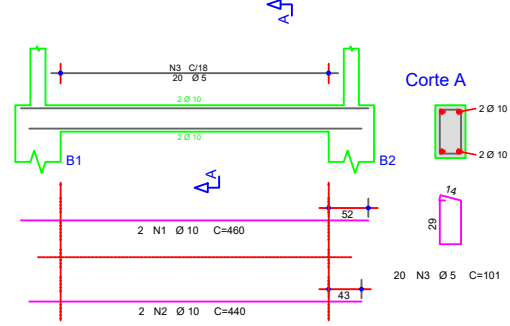 A
N3 C/18
20 Ø 5
Corte A
2 Ø 10
2 Ø 10
2 Ø 10
2 Ø 10
B1
B2
A
14
29
52
2 N1 Ø 10 C=460
20 N3 Ø 5 C=101
43
2 N2 Ø 10 C=440